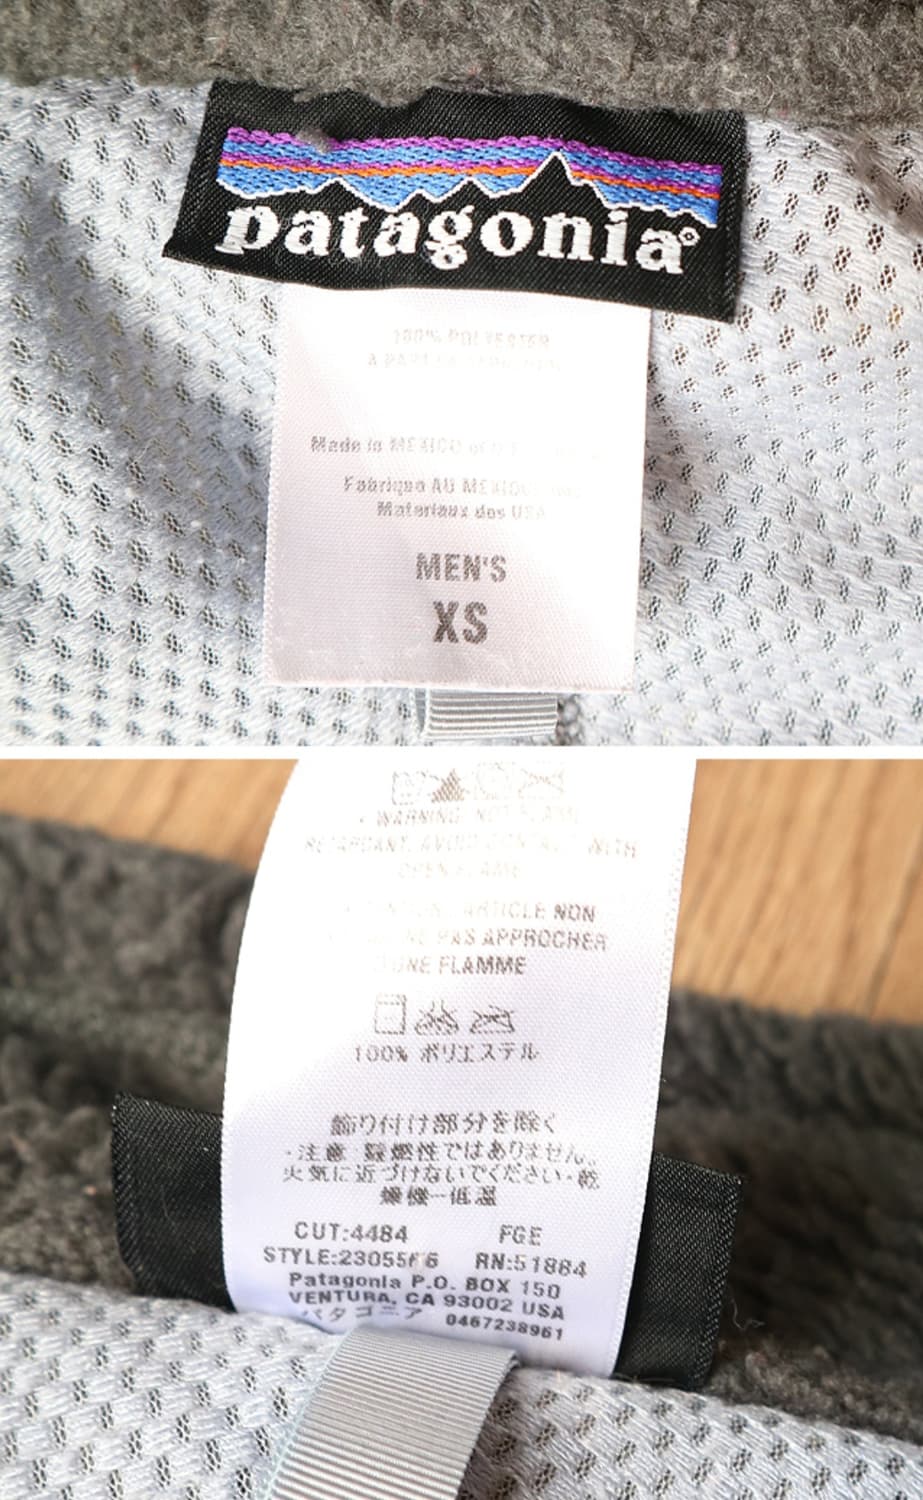 patagonia®
100% POLYESTER
Made in MEXICO
Fabrique AU MEXIQUE
Materiaux des USA
MEN'S
XS
WARNING: NOT FLAME
RETARDANT. AVOID CONTACT WITH
OPEN FLAME
ARTICLE NON
NE PAS APPROCHER
D'UNE FLAMME
100% ポリエステル
飾り付け部分を除く
・注意 難燃性ではありません。
火気に近づけないでください・乾
燥機一低温
CUT:4484 FGE
RN:51884
Patagonia P.O. BOX 150
VENTURA, CA 93002 USA
パタゴニア 0467238961